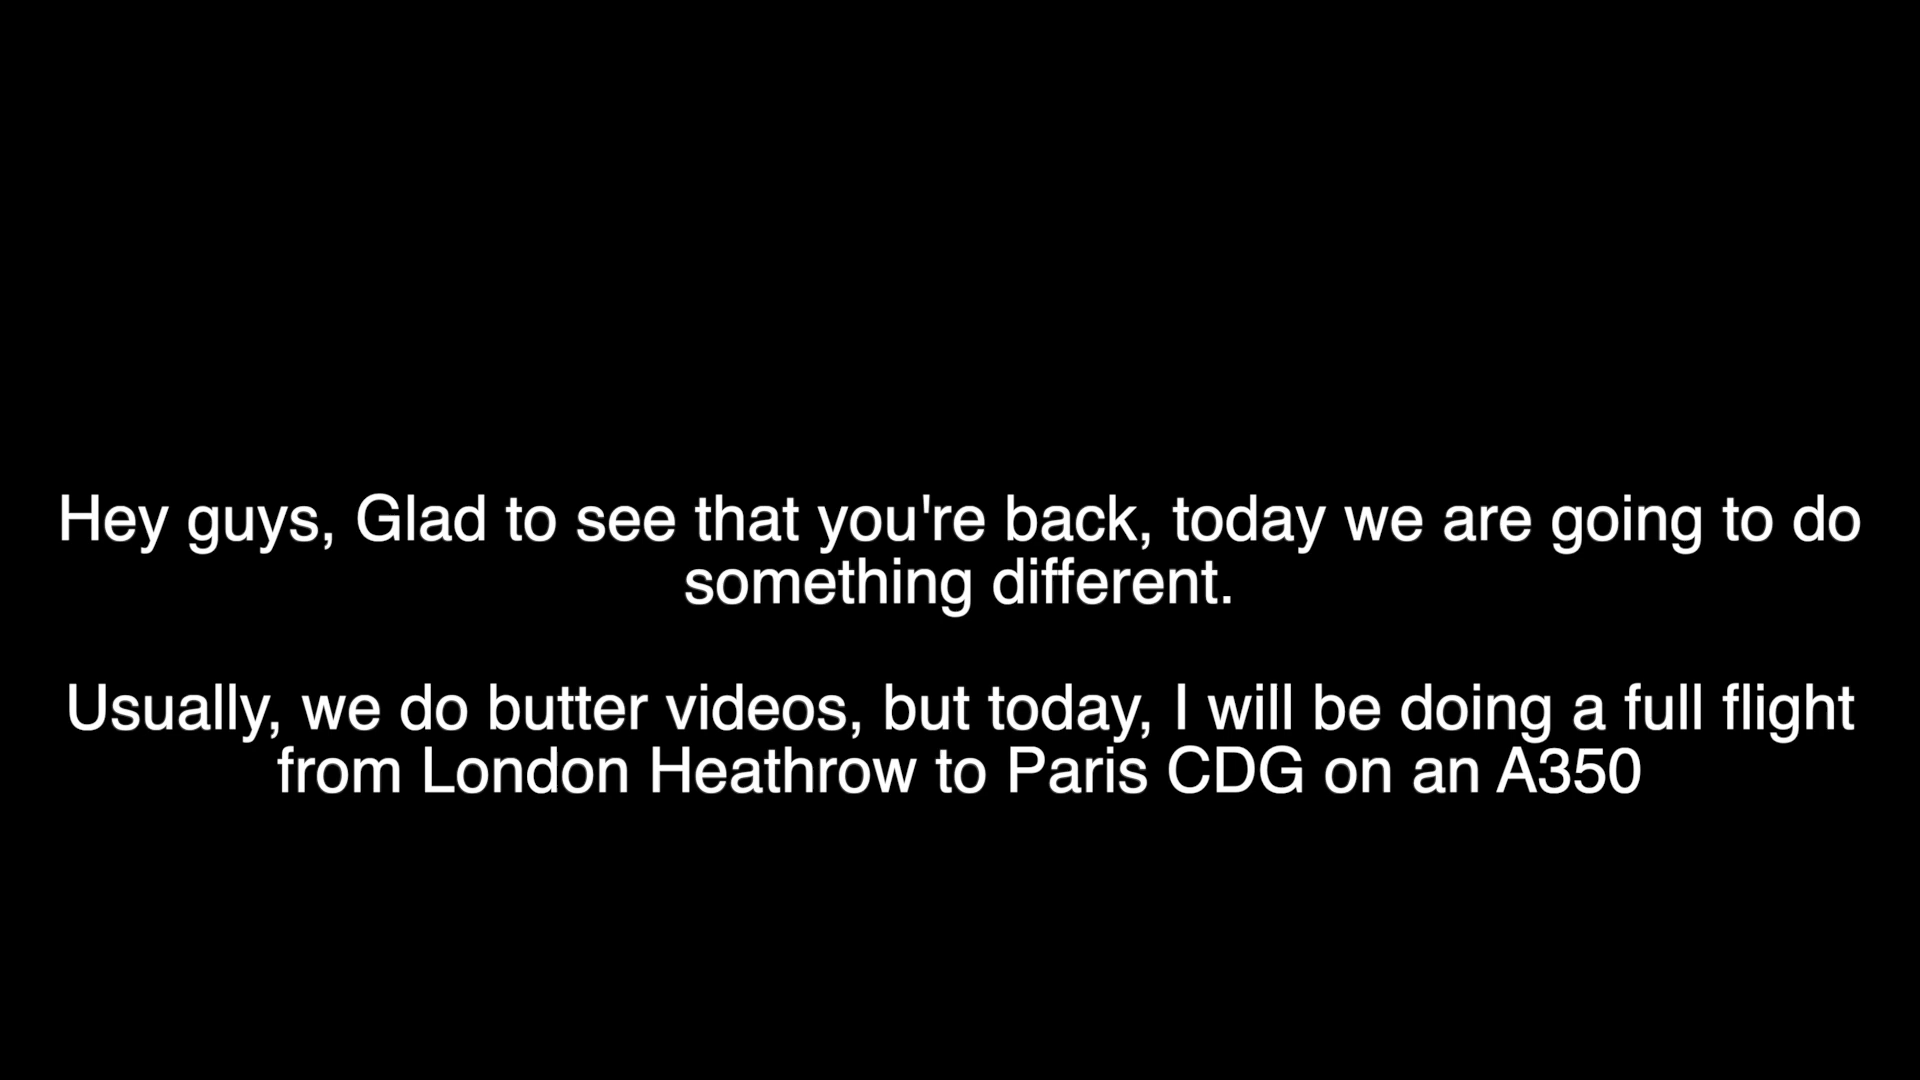 Hey guys, Glad to see that you're back, today we are going to do
something different.
Usually, we do butter videos, but today, I will be doing a full flight
from London Heathrow to Paris CDG on an A350